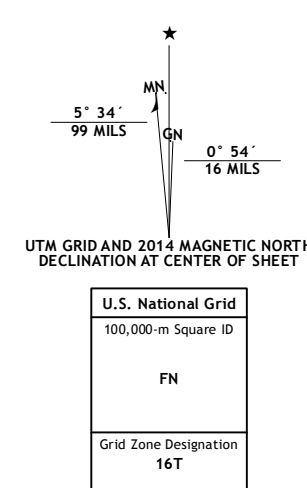 MN
5° 34´
99 MILS
GN
0° 54´
16 MILS
UTM GRID AND 2014 MAGNETIC NORTH
DECLINATION AT CENTER OF SHEET
U.S. National Grid
100,000-m Square ID
FN
Grid Zone Designation
16T